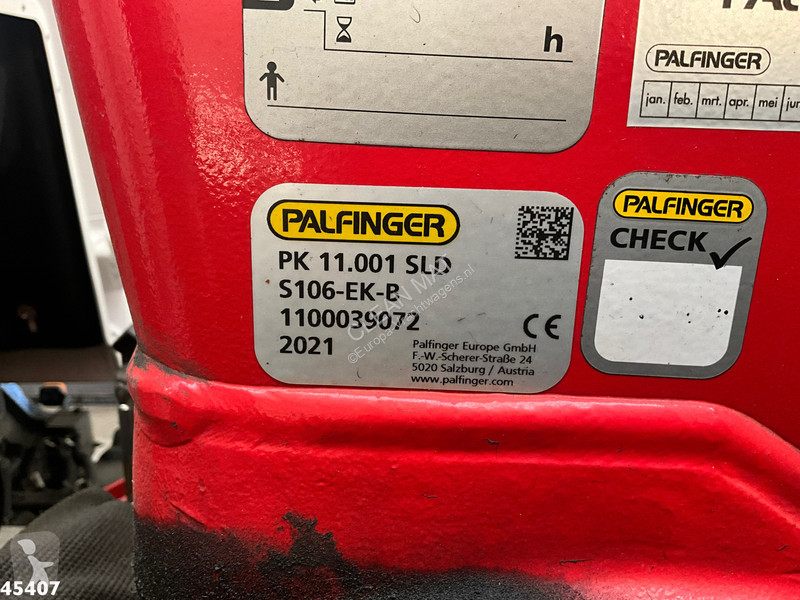 h
PALFINGER
jan. feb. mrt. apr. mei
PALFINGER
PK 11.001 SLD
S106-EK-B
1100039072
2021
Palfinger Europe GmbH
F.-W.-Scherer-Straße 24
5020 Salzburg / Austria
www.palfinger.com
CE
PALFINGER
CHECK
45407